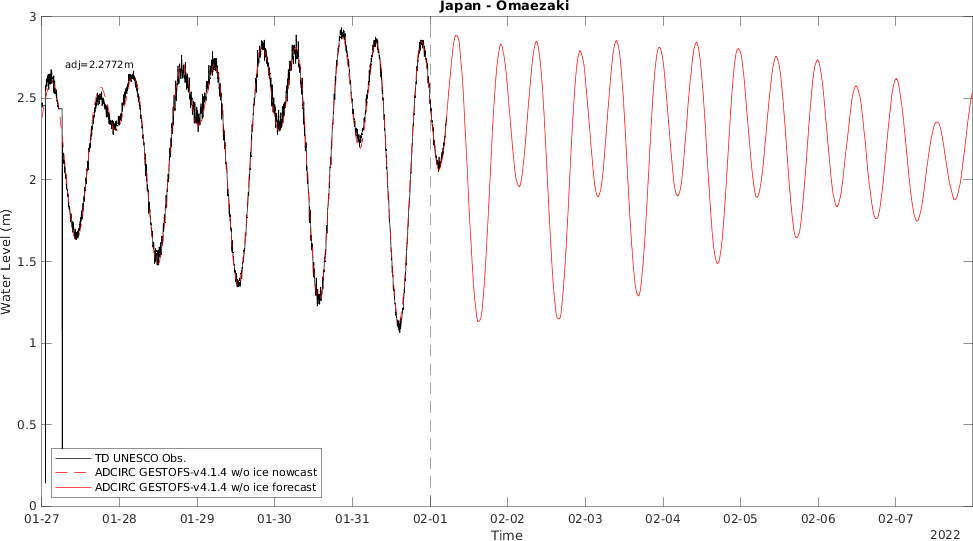 Japan - Omaezaki
adj=2.2772m
3
2.5
2
1.5
1
0.5
0
Water Level (m)
TD UNESCO Obs.
ADCIRC GESTOFS-v4.1.4 w/o ice nowcast
ADCIRC GESTOFS-v4.1.4 w/o ice forecast
01-27 01-28 01-29 01-30 01-31 02-01 02-02 02-03 02-04 02-05 02-06 02-07
Time
2022